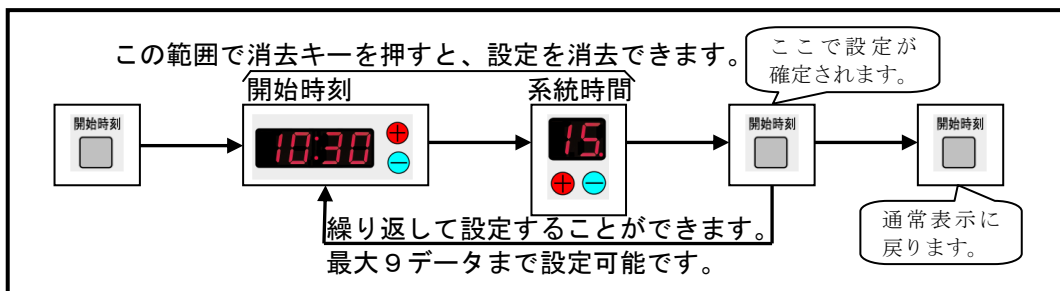 この範囲で消去キーを押すと、設定を消去できます。
ここで設定が
確定されます。
開始時刻
系統時間
開始時刻
10:30
15.
開始時刻
開始時刻
繰り返して設定することができます。
最大９データまで設定可能です。
通常表示に
戻ります。